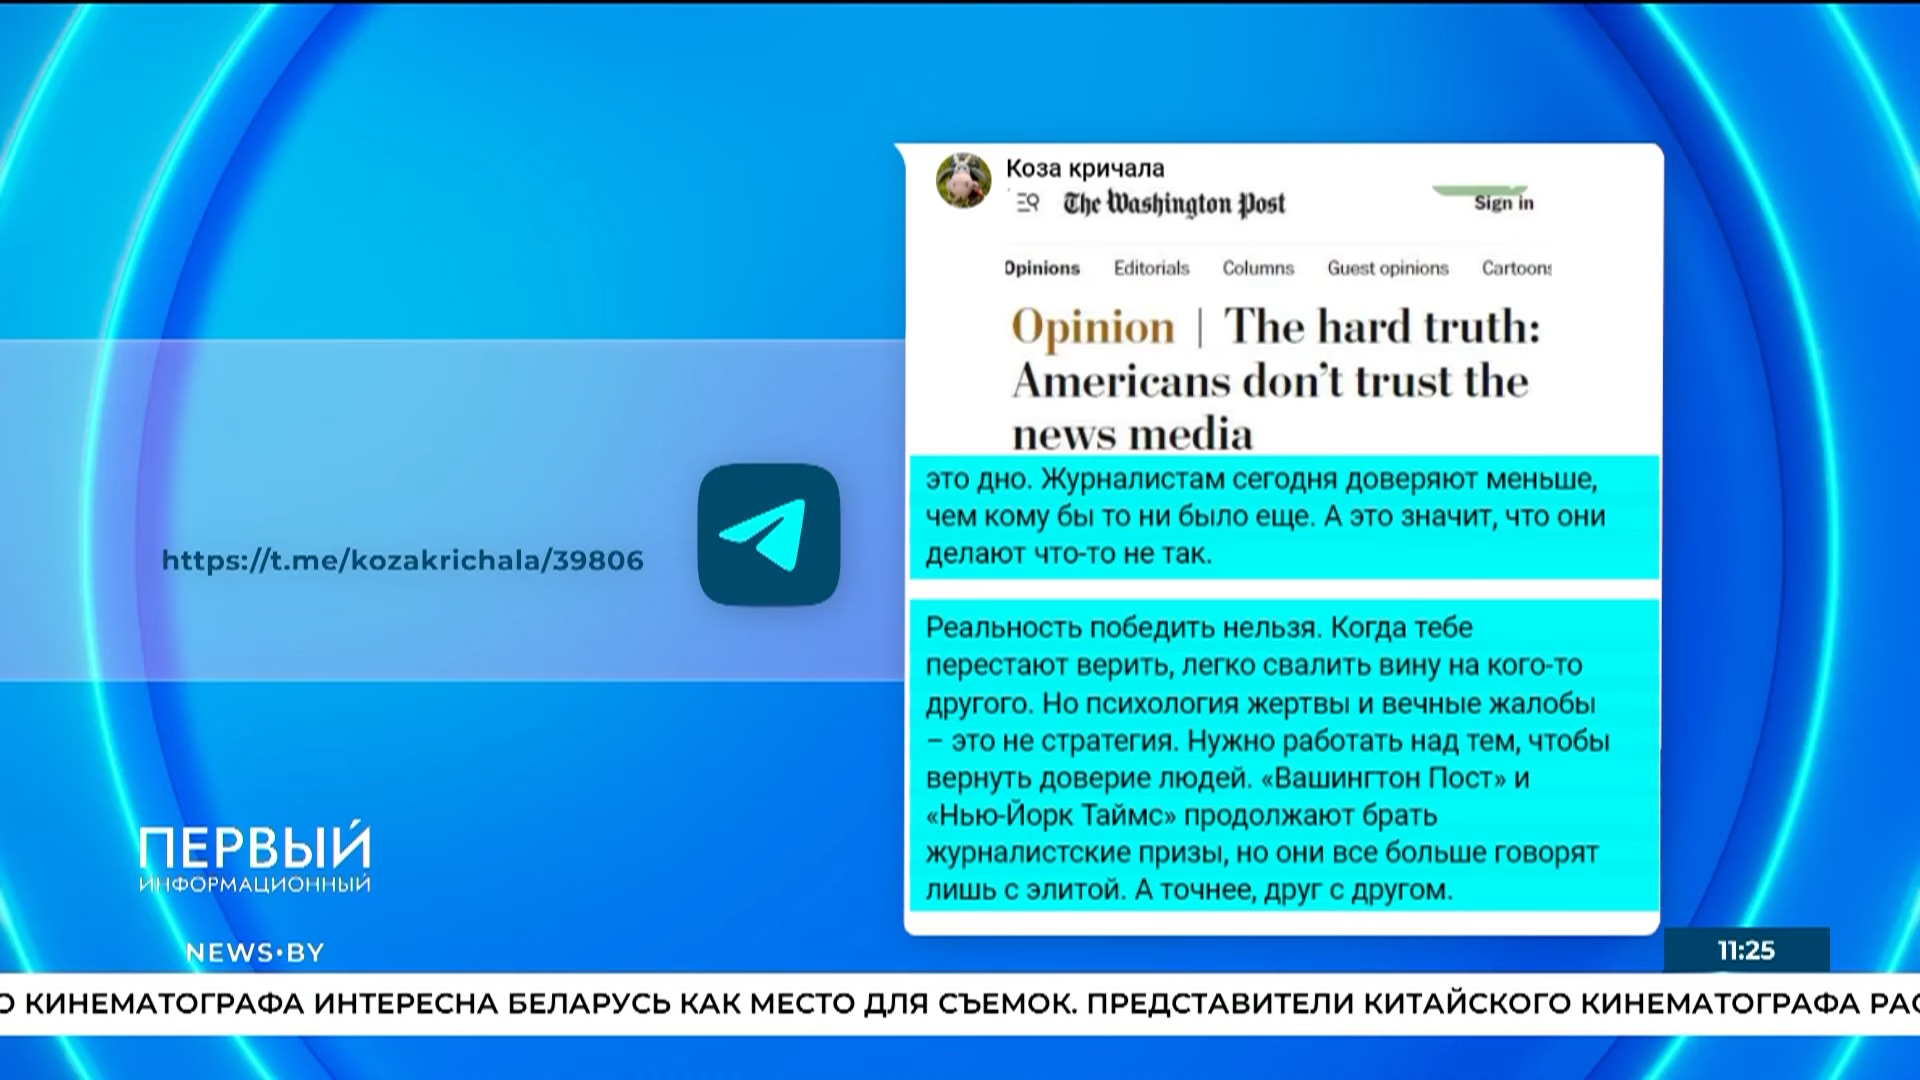 Коза кричала
The Washington Post
Sign in
Opinions Editorials Columns Guest opinions Cartoons
Opinion | The hard truth:
Americans don't trust the
news media
это дно. Журналистам сегодня доверяют меньше,
чем кому бы то ни было еще. А это значит, что они
делают что-то не так.
Реальность победить нельзя. Когда тебе
перестают верить, легко свалить вину на кого-то
другого. Но психология жертвы и вечные жалобы
– это не стратегия. Нужно работать над тем, чтобы
вернуть доверие людей. «Вашингтон Пост» и
«Нью-Йорк Таймс» продолжают брать
журналистские призы, но они все больше говорят
лишь с элитой. А точнее, друг с другом.
https://t.me/kozakrichala/39806
ПЕРВЫЙ
ИНФОРМАЦИОННЫЙ
NEWS•BY
11:25
О КИНЕМАТОГРАФА ИНТЕРЕСНА БЕЛАРУСЬ КАК МЕСТО ДЛЯ СЪЕМОК. ПРЕДСТАВИТЕЛИ КИТАЙСКОГО КИНЕМАТОГРАФА РАС